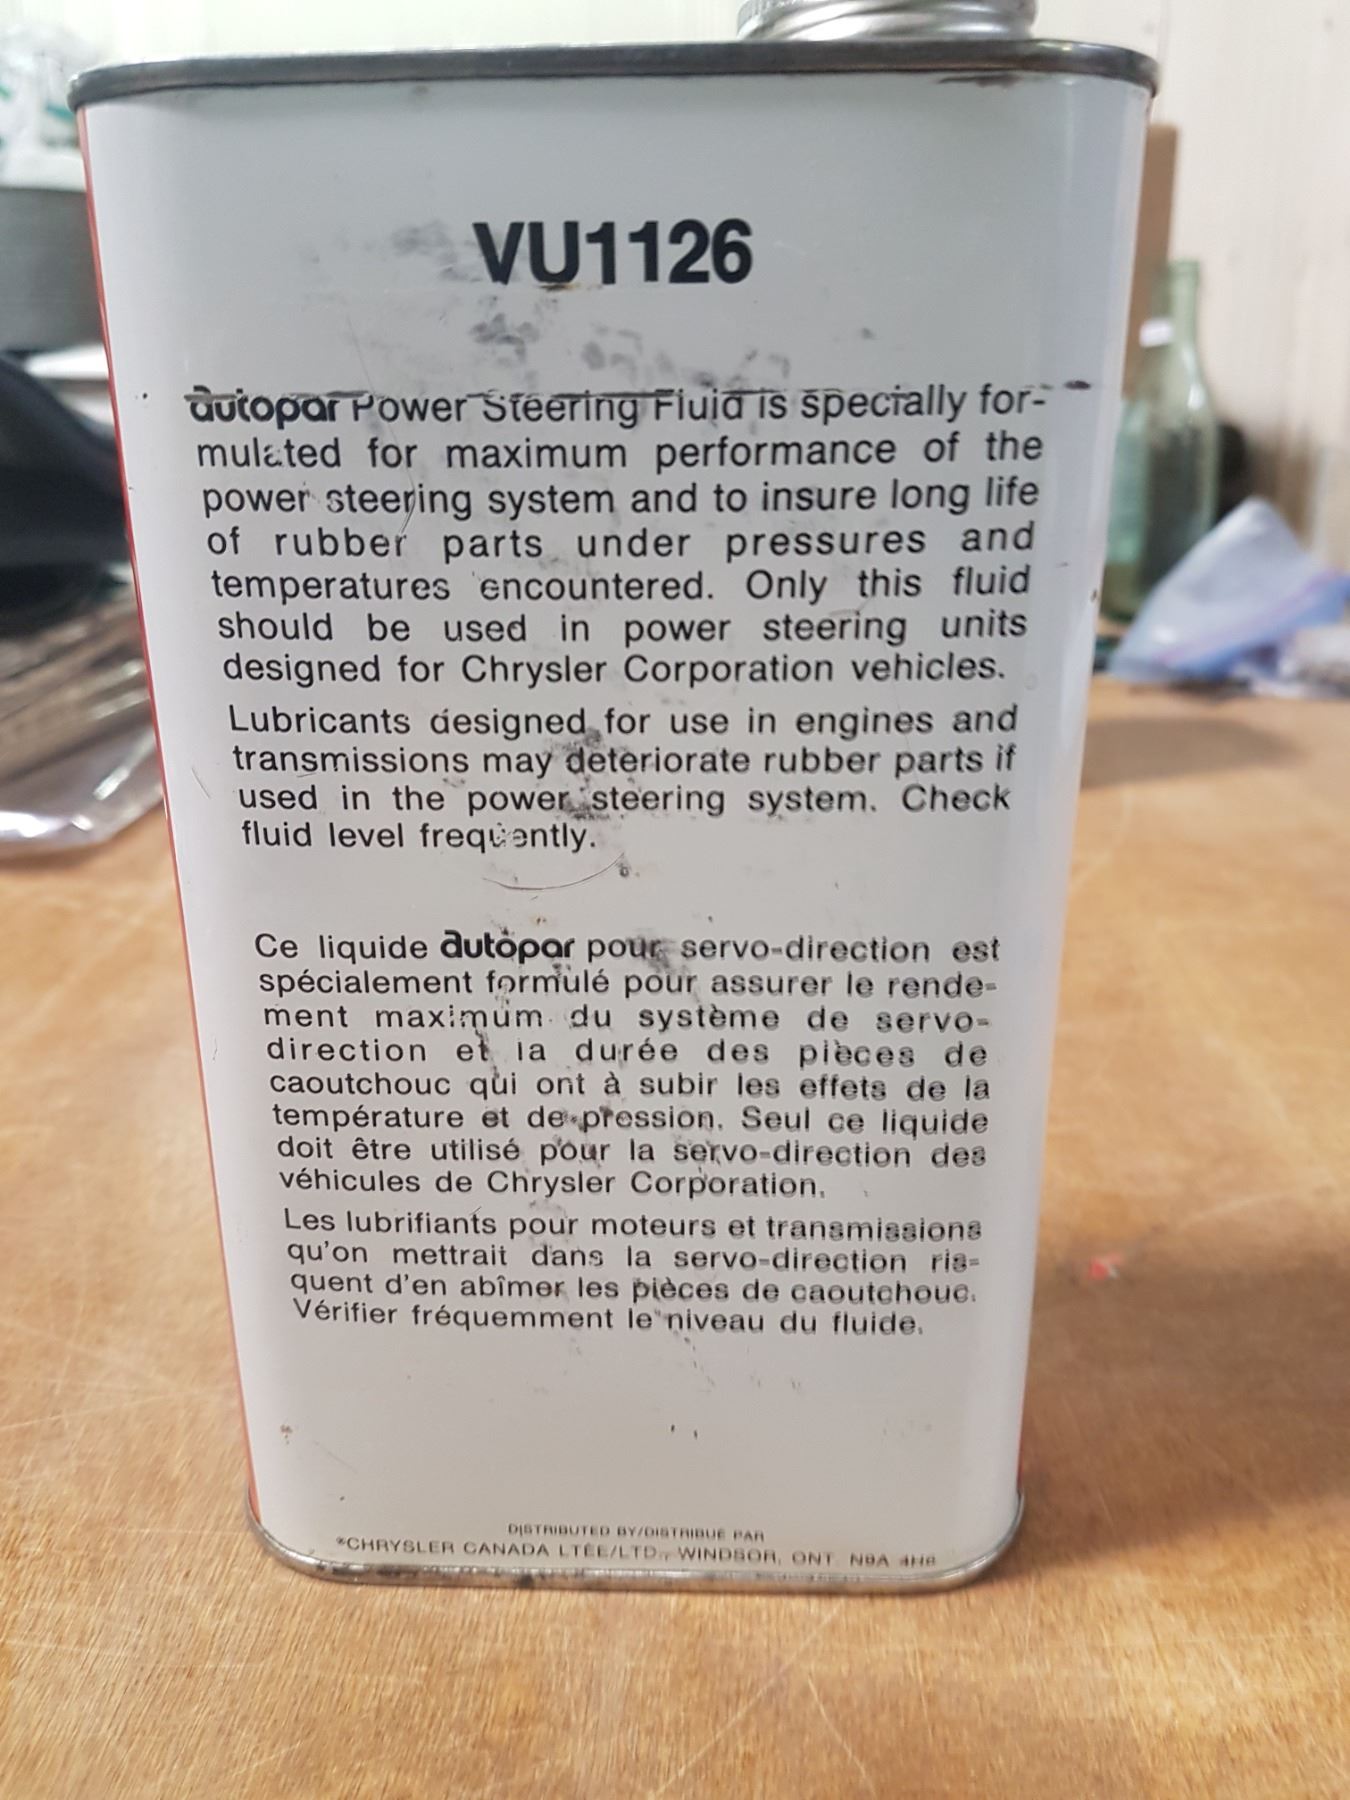 VU1126
autopar Power Steering Fluid is specially for-
mulated for maximum performance of the
power steering system and to insure long life
of rubber parts under pressures and
temperatures encountered. Only this fluid
should be used in power steering units
designed for Chrysler Corporation vehicles.
Lubricants designed for use in engines and
transmissions may deteriorate rubber parts if
used in the power steering system. Check
fluid level frequently.
Ce liquide autopar pour servo-direction est
spécialement formulé pour assurer le rende-
ment maximum du système de servo-
direction et la durée des pièces de
caoutchouc qui ont à subir les effets de la
température et de pression. Seul ce liquide
doit être utilisé pour la servo-direction des
véhicules de Chrysler Corporation.
Les lubrifiants pour moteurs et transmissions
qu'on mettrait dans la servo-direction ris-
quent d'en abîmer les pièces de caoutchouc.
Vérifier fréquemment le niveau du fluide.
DISTRIBUTED BY/DISTRIBUÉ PAR
CHRYSLER CANADA LTÉE/LTD., WINDSOR, ONT